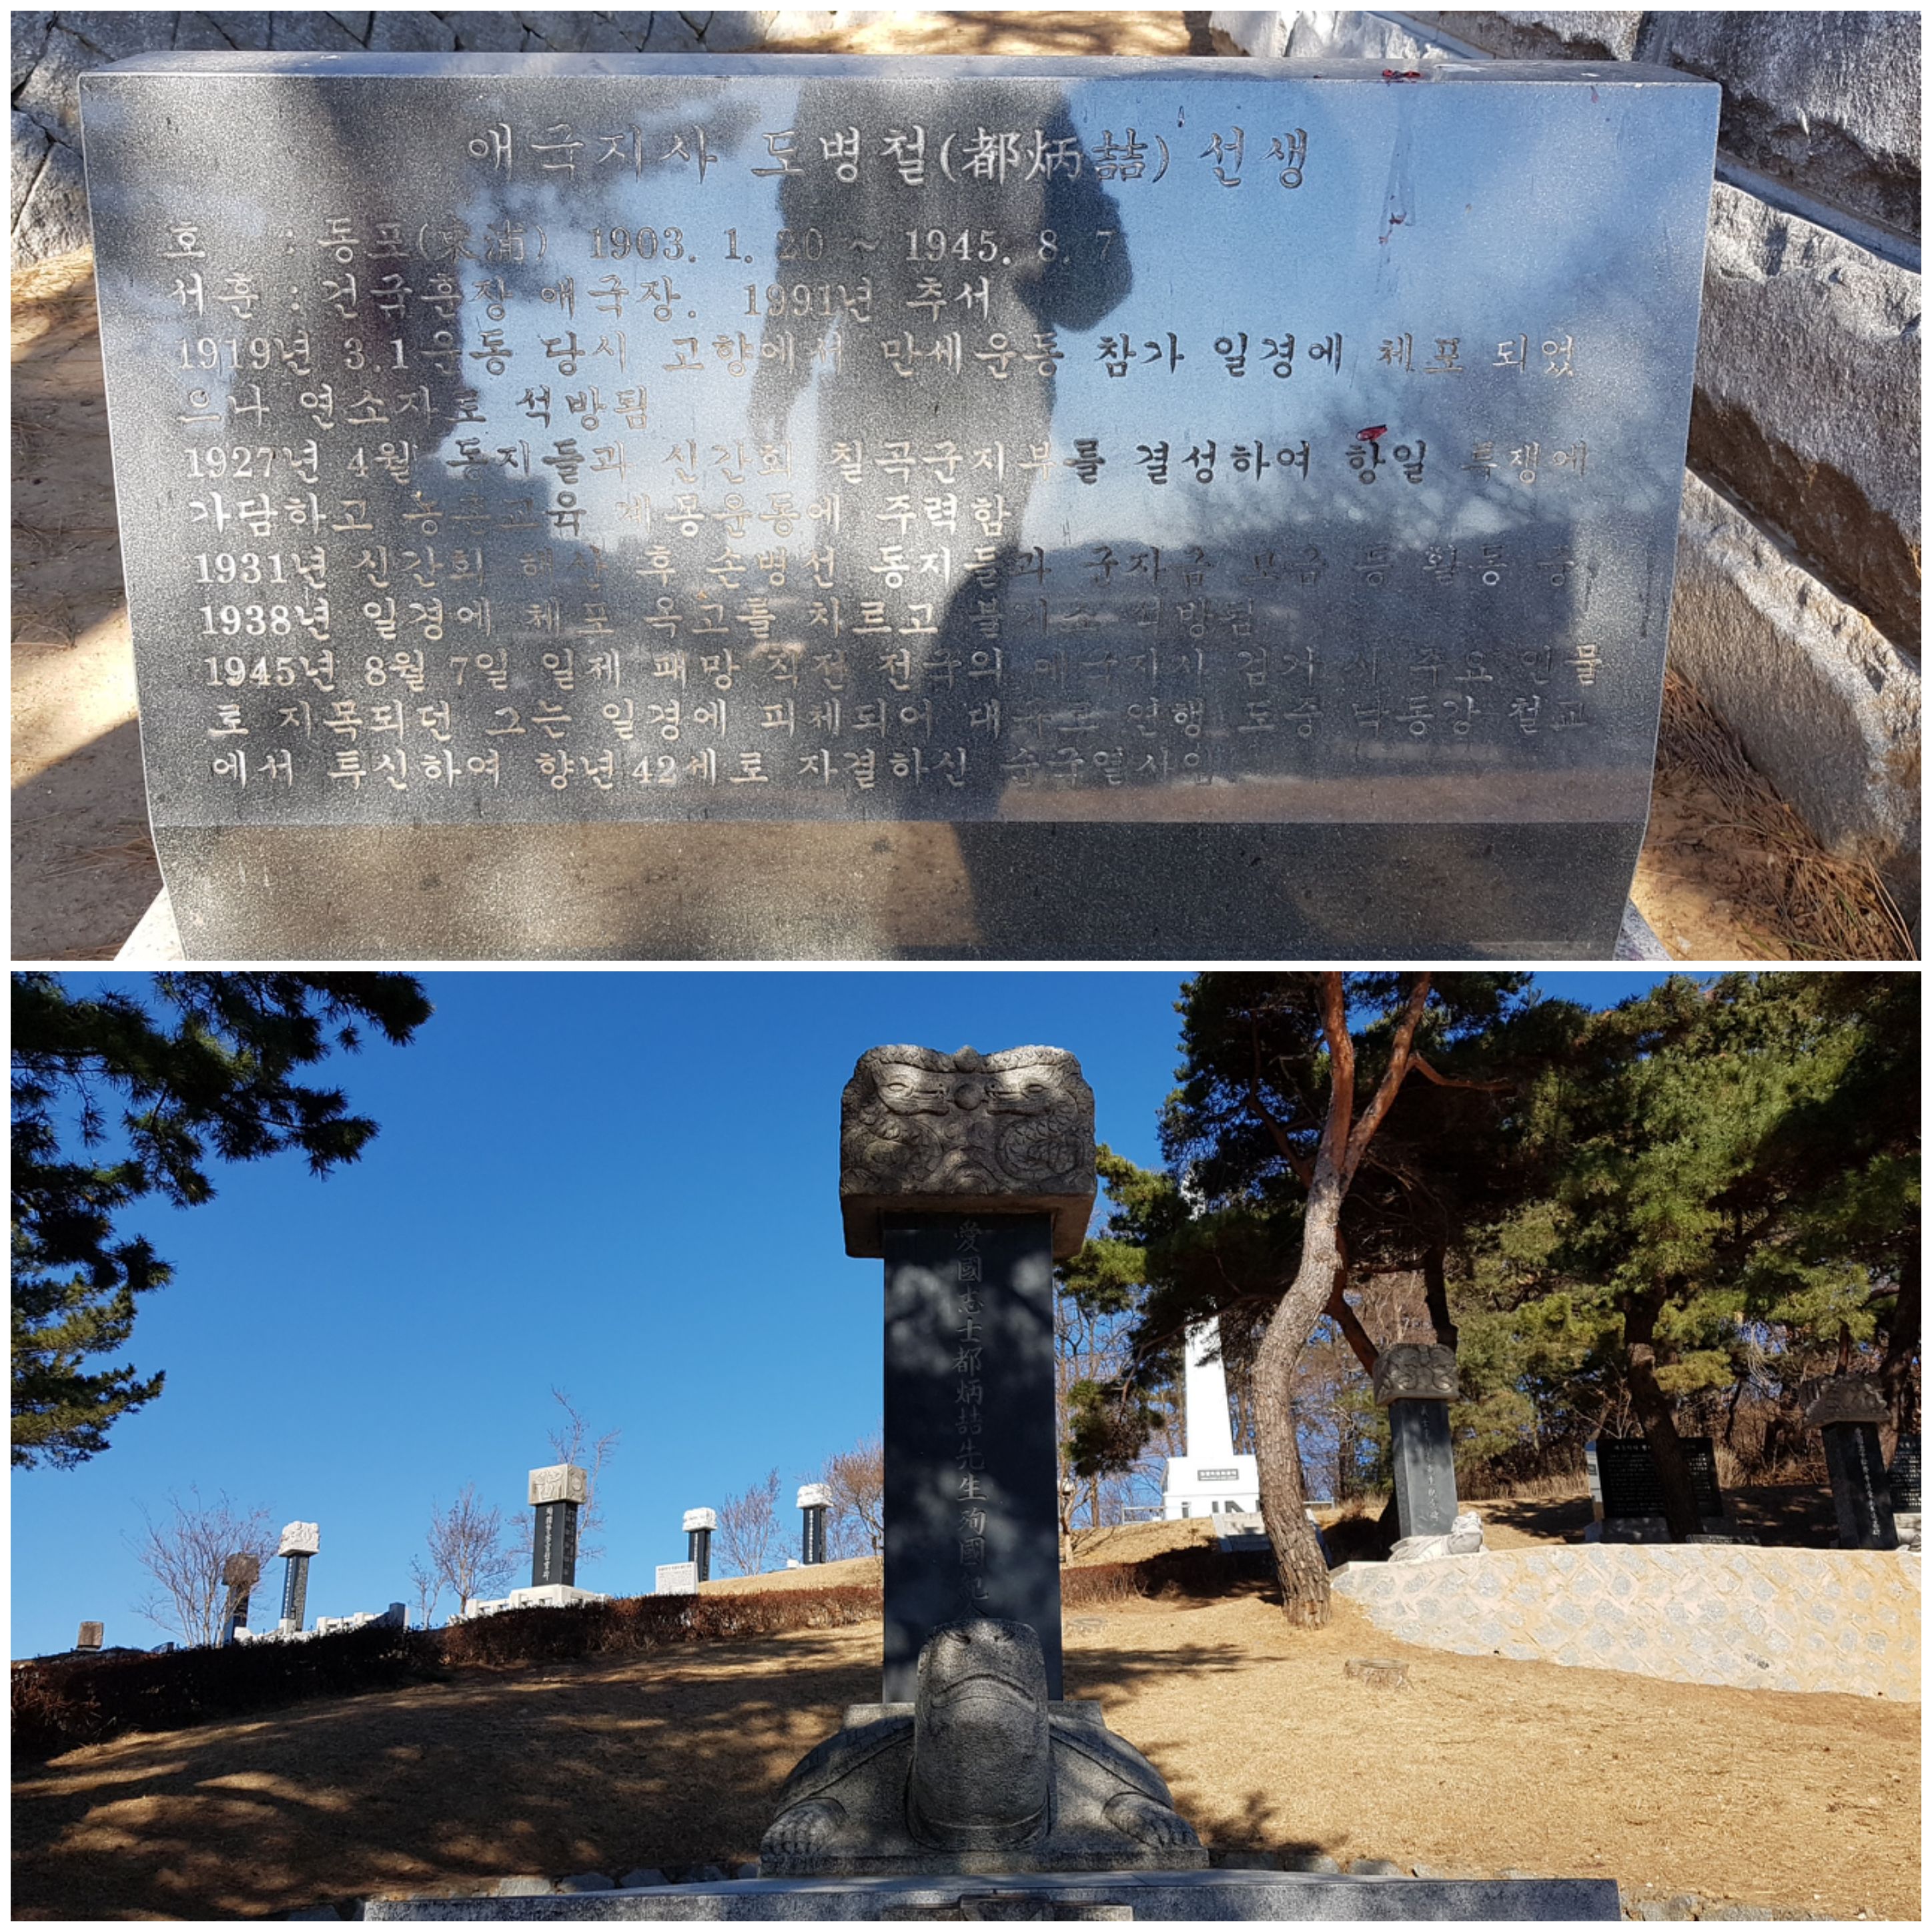 애국지사 도병철(都炳喆) 선생
호 : 동포(東浦) 1903. 1. 20 ~ 1945. 8. 7
서훈 : 건국훈장 애국장. 1991년 추서
1919년 3.1운동 당시 고향에서 만세운동 참가 일경에 체포 되었
으나 연소자로 석방됨
1927년 4월 동지들과 신간회 칠곡군지부를 결성하여 항일 투쟁에
가담하고 농촌교육 계몽운동에 주력함
1931년 신간회 해산 후 손병선 동지들과 군자금 모금 등 활동 중
1938년 일경에 체포 옥고를 치르고 불기소 석방됨
1945년 8월 7일 일제 패망 직전 전국의 애국지사 검거 시 주요 인물
로 지목되던 그는 일경에 피체되어 대구로 연행 도중 낙동강 철교
에서 투신하여 향년 42세로 자결하신 순국열사임
愛國志士都炳喆先生殉國紀